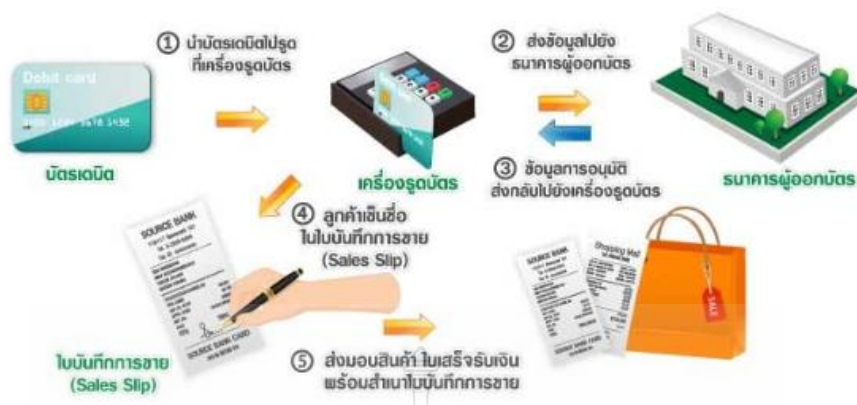 ① นำบัตรเดบิตไปรูด
ที่เครื่องรูดบัตร
② ส่งข้อมูลไปยัง
ธนาคารผู้ออกบัตร
Debit card
บัตรเดบิต
เครื่องรูดบัตร
③ ข้อมูลการอนุมัติ
ส่งกลับไปยังเครื่องรูดบัตร
ธนาคารผู้ออกบัตร
④ ลูกค้าเซ็นชื่อ
ในใบบันทึกการขาย
(Sales Slip)
SOURCE BANK
SOURCE BANK CARD
SOURCE BANK
Shopping Mall
SALE
ใบบันทึกการขาย
(Sales Slip)
⑤ ส่งมอบสินค้า ใบเสร็จรับเงิน
พร้อมสำเนาใบบันทึกการขาย